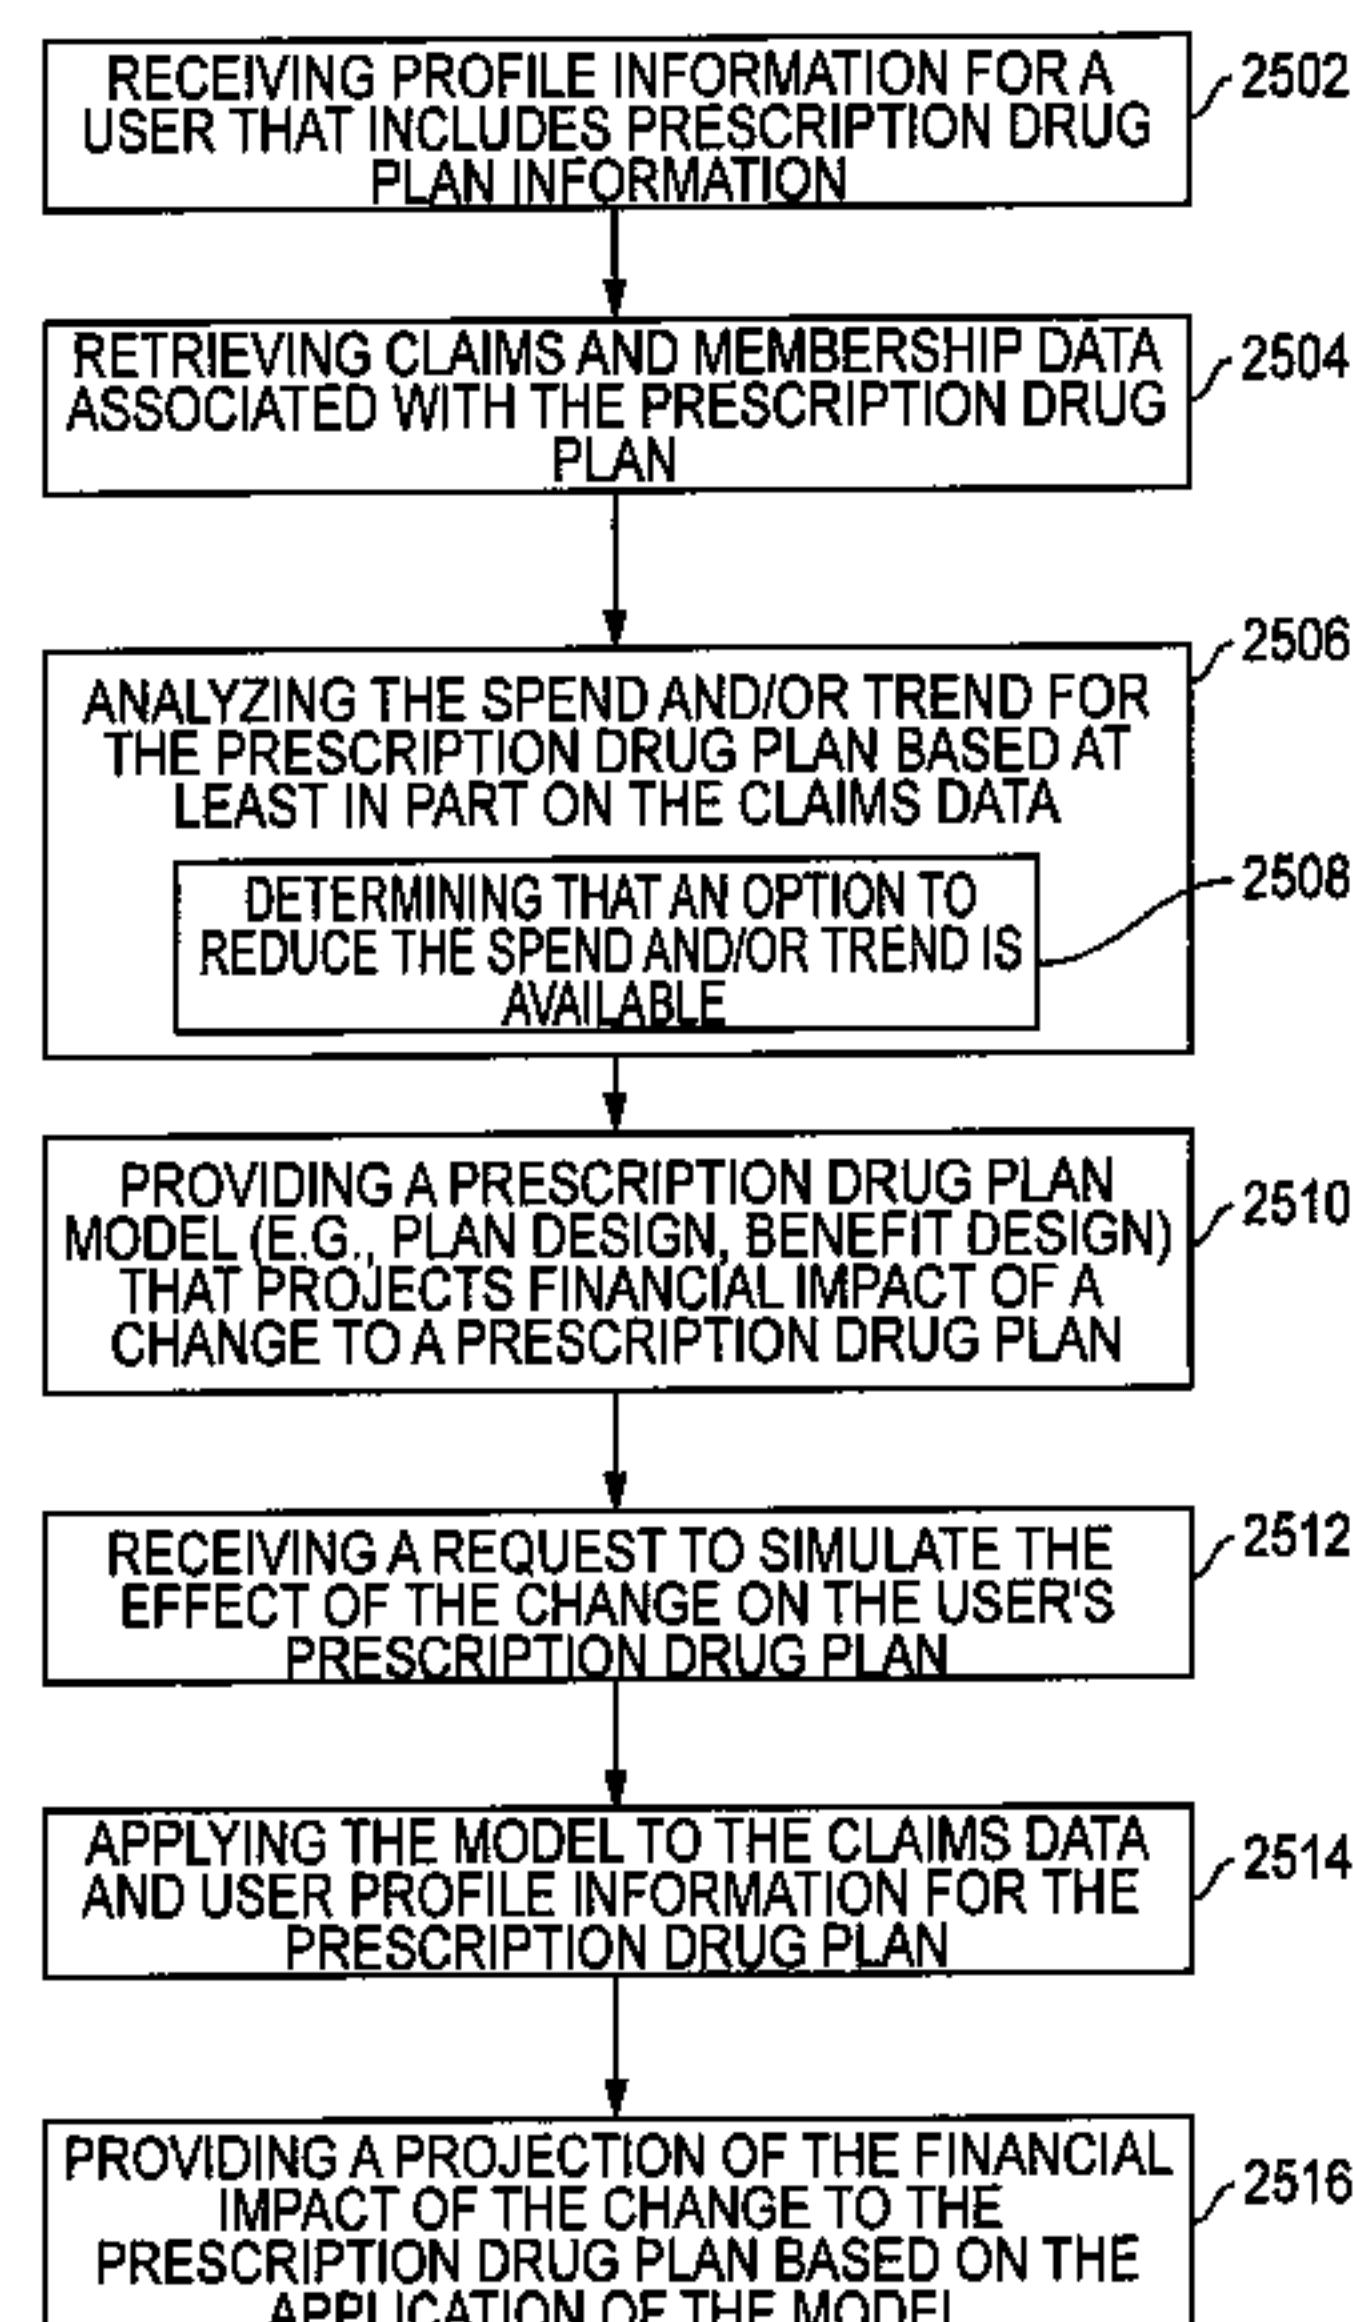 RECEIVING PROFILE INFORMATION FOR A
USER THAT INCLUDES PRESCRIPTION DRUG
PLAN INFORMATION
2502
RETRIEVING CLAIMS AND MEMBERSHIP DATA
ASSOCIATED WITH THE PRESCRIPTION DRUG
PLAN
2504
ANALYZING THE SPEND AND/OR TREND FOR
THE PRESCRIPTION DRUG PLAN BASED AT
LEAST IN PART ON THE CLAIMS DATA
2506
DETERMINING THAT AN OPTION TO
REDUCE THE SPEND AND/OR TREND IS
AVAILABLE
2508
PROVIDING A PRESCRIPTION DRUG PLAN
MODEL (E.G., PLAN DESIGN, BENEFIT DESIGN)
THAT PROJECTS FINANCIAL IMPACT OF A
CHANGE TO A PRESCRIPTION DRUG PLAN
2510
RECEIVING A REQUEST TO SIMULATE THE
EFFECT OF THE CHANGE ON THE USER'S
PRESCRIPTION DRUG PLAN
2512
APPLYING THE MODEL TO THE CLAIMS DATA
AND USER PROFILE INFORMATION FOR THE
PRESCRIPTION DRUG PLAN
2514
PROVIDING A PROJECTION OF THE FINANCIAL
IMPACT OF THE CHANGE TO THE
PRESCRIPTION DRUG PLAN BASED ON THE
APPLICATION OF THE MODEL
2516